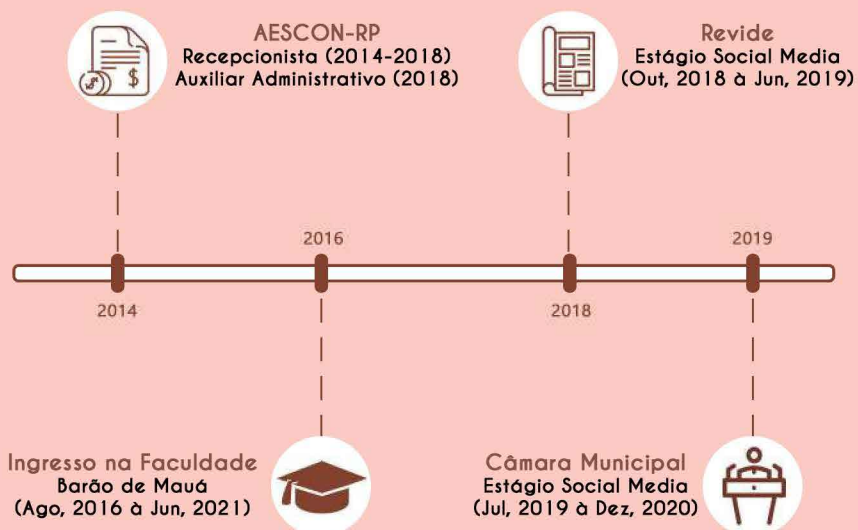 AESCON-RP
Recepcionista (2014-2018)
Auxiliar Administrativo (2018)
Revide
Estágio Social Media
(Out, 2018 à Jun, 2019)
2014
2016
2018
2019
Ingresso na Faculdade
Barão de Mauá
(Ago, 2016 à Jun, 2021)
Câmara Municipal
Estágio Social Media
(Jul, 2019 à Dez, 2020)